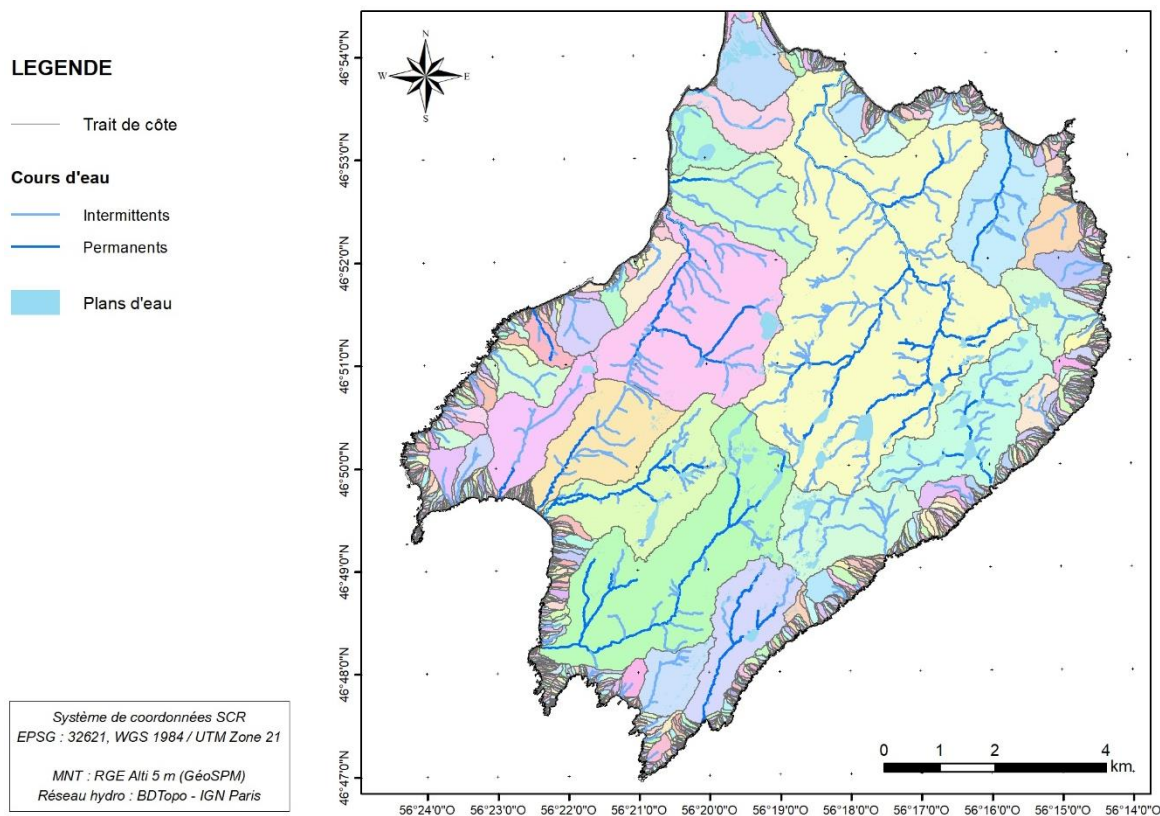 LEGENDE
Trait de côte
Cours d'eau
Intermittents
Permanents
Plans d'eau
Système de coordonnées SCR
EPSG : 32621, WGS 1984 / UTM Zone 21
MNT : RGE Alti 5 m (GéoSPM)
Réseau hydro : BDTopo - IGN Paris
N
W
E
S
46°54'0"N
46°53'0"N
46°52'0"N
46°51'0"N
46°50'0"N
46°49'0"N
46°48'0"N
46°47'0"N
0 1 2 4
km.
56°24'0"O 56°23'0"O 56°22'0"O 56°21'0"O 56°20'0"O 56°19'0"O 56°18'0"O 56°17'0"O 56°16'0"O 56°15'0"O 56°14'0"O